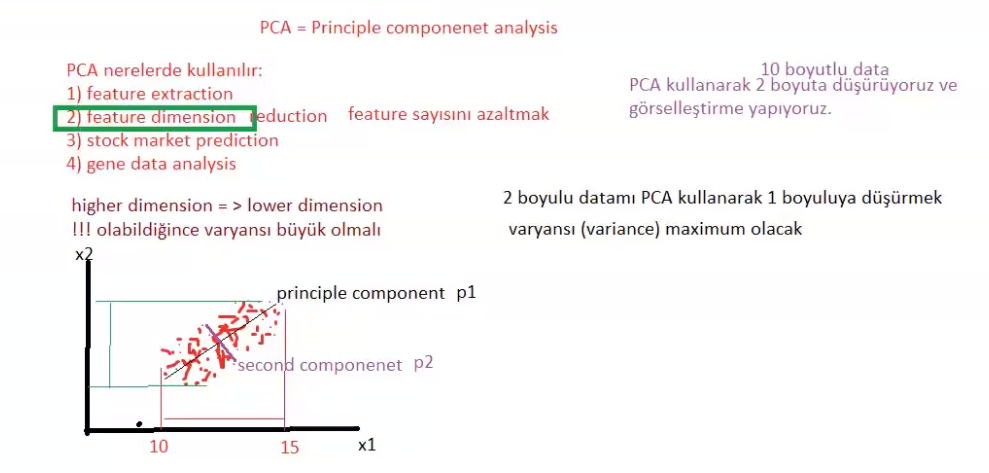 PCA = Principle componenet analysis
PCA nerelerde kullanılır:
1) feature extraction
2) feature dimension reduction feature sayısını azaltmak
3) stock market prediction
4) gene data analysis
10 boyutlu data
PCA kullanarak 2 boyuta düşürüyoruz ve
görselleştirme yapıyoruz.
higher dimension = > lower dimension
!!! olabildiğince varyansı büyük olmalı
2 boyulu datamı PCA kullanarak 1 boyuluya düşürmek
varyansı (variance) maximum olacak
x2
principle component p1
second componenet p2
10
15
x1